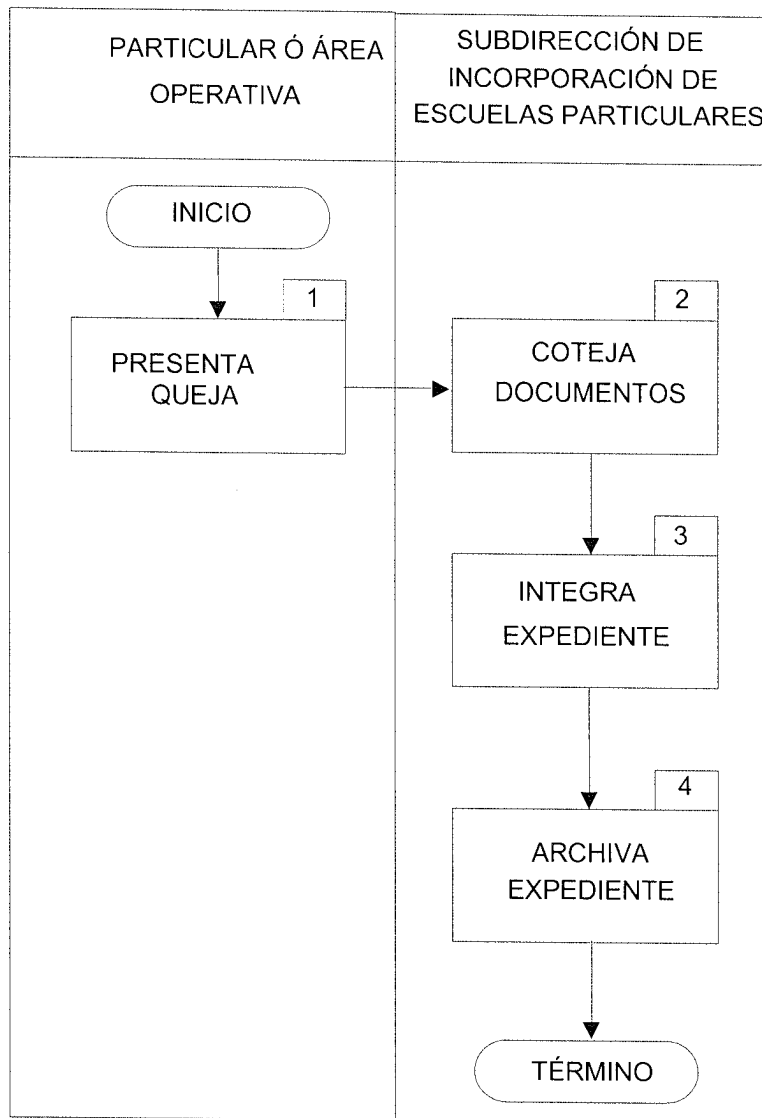 PARTICULAR Ó ÁREA
OPERATIVA
SUBDIRECCIÓN DE
INCORPORACIÓN DE
ESCUELAS PARTICULARES
INICIO
1
PRESENTA
QUEJA
2
COTEJA
DOCUMENTOS
3
INTEGRA
EXPEDIENTE
4
ARCHIVA
EXPEDIENTE
TÉRMINO